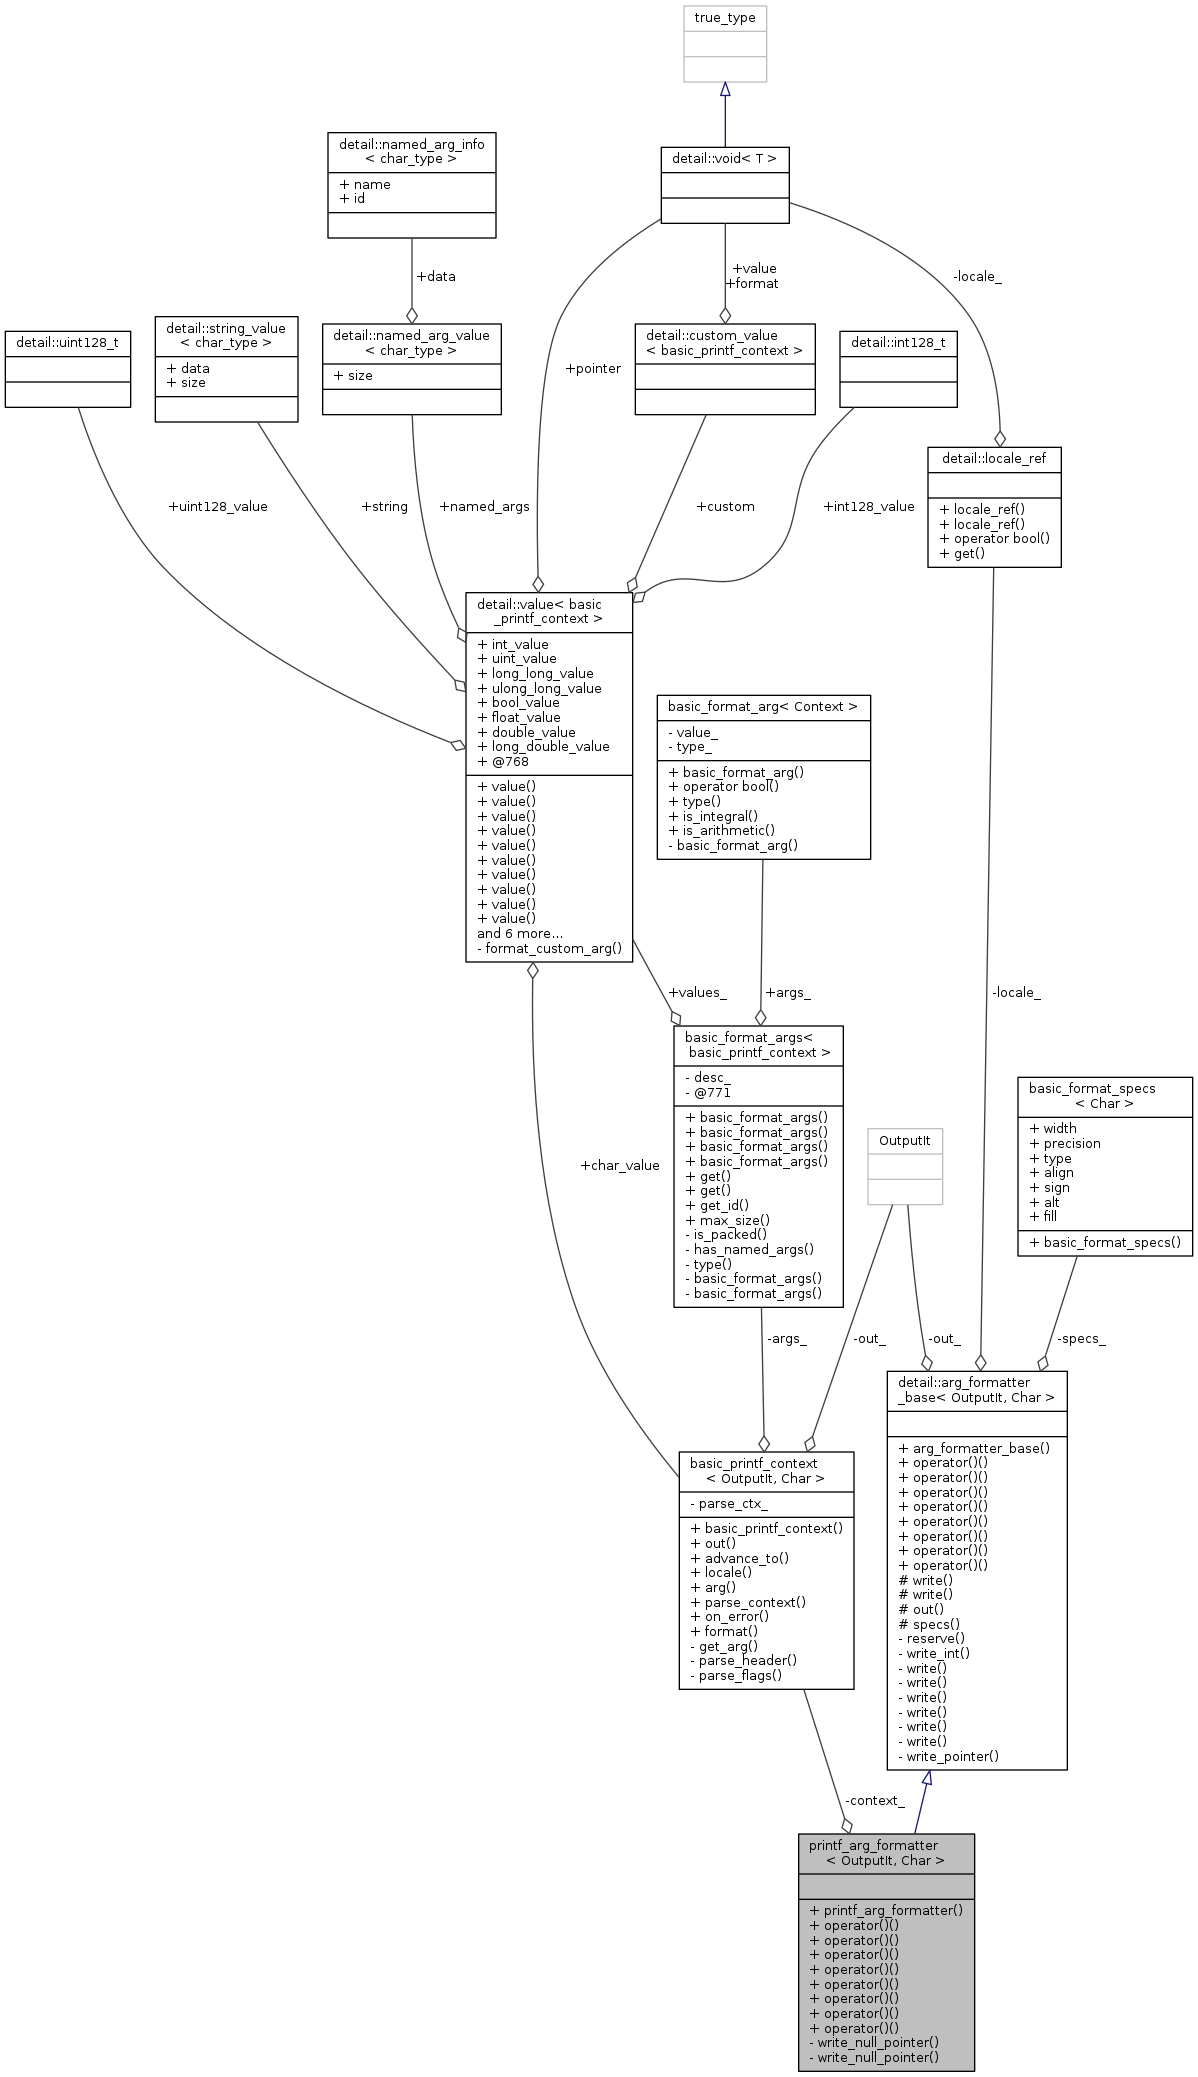 true_type
detail::void< T >
detail::named_arg_info
< char_type >
+ name
+ id
+data
+value
+format
-locale_
detail::uint128_t
detail::string_value
< char_type >
+ data
+ size
detail::named_arg_value
< char_type >
+ size
+pointer
detail::custom_value
< basic_printf_context >
detail::int128_t
detail::locale_ref
+ locale_ref()
+ locale_ref()
+ operator bool()
+ get()
+uint128_value
+string
+named_args
+custom
+int128_value
detail::value< basic
_printf_context >
+ int_value
+ uint_value
+ long_long_value
+ ulong_long_value
+ bool_value
+ float_value
+ double_value
+ long_double_value
+ @768
+ value()
+ value()
+ value()
+ value()
+ value()
+ value()
+ value()
+ value()
+ value()
+ value()
and 6 more...
- format_custom_arg()
basic_format_arg< Context >
- value_
- type_
+ basic_format_arg()
+ operator bool()
+ type()
+ is_integral()
+ is_arithmetic()
- basic_format_arg()
+values_
+args_
-locale_
basic_format_args<
basic_printf_context >
- desc_
- @771
+ basic_format_args()
+ basic_format_args()
+ basic_format_args()
+ basic_format_args()
+ get()
+ get()
+ get_id()
+ max_size()
- is_packed()
- has_named_args()
- type()
- basic_format_args()
- basic_format_args()
+char_value
OutputIt
basic_format_specs
< Char >
+ width
+ precision
+ type
+ align
+ sign
+ alt
+ fill
+ basic_format_specs()
-args_
-out_
-out_
-specs_
basic_printf_context
< OutputIt, Char >
- parse_ctx_
+ basic_printf_context()
+ out()
+ advance_to()
+ locale()
+ arg()
+ parse_context()
+ on_error()
+ format()
- get_arg()
- parse_header()
- parse_flags()
detail::arg_formatter
_base< OutputIt, Char >
+ arg_formatter_base()
+ operator()()
+ operator()()
+ operator()()
+ operator()()
+ operator()()
+ operator()()
+ operator()()
+ operator()()
# write()
# write()
# out()
# specs()
- reserve()
- write_int()
- write()
- write()
- write()
- write()
- write()
- write()
- write_pointer()
-context_
printf_arg_formatter
< OutputIt, Char >
+ printf_arg_formatter()
+ operator()()
+ operator()()
+ operator()()
+ operator()()
+ operator()()
+ operator()()
+ operator()()
+ operator()()
- write_null_pointer()
- write_null_pointer()